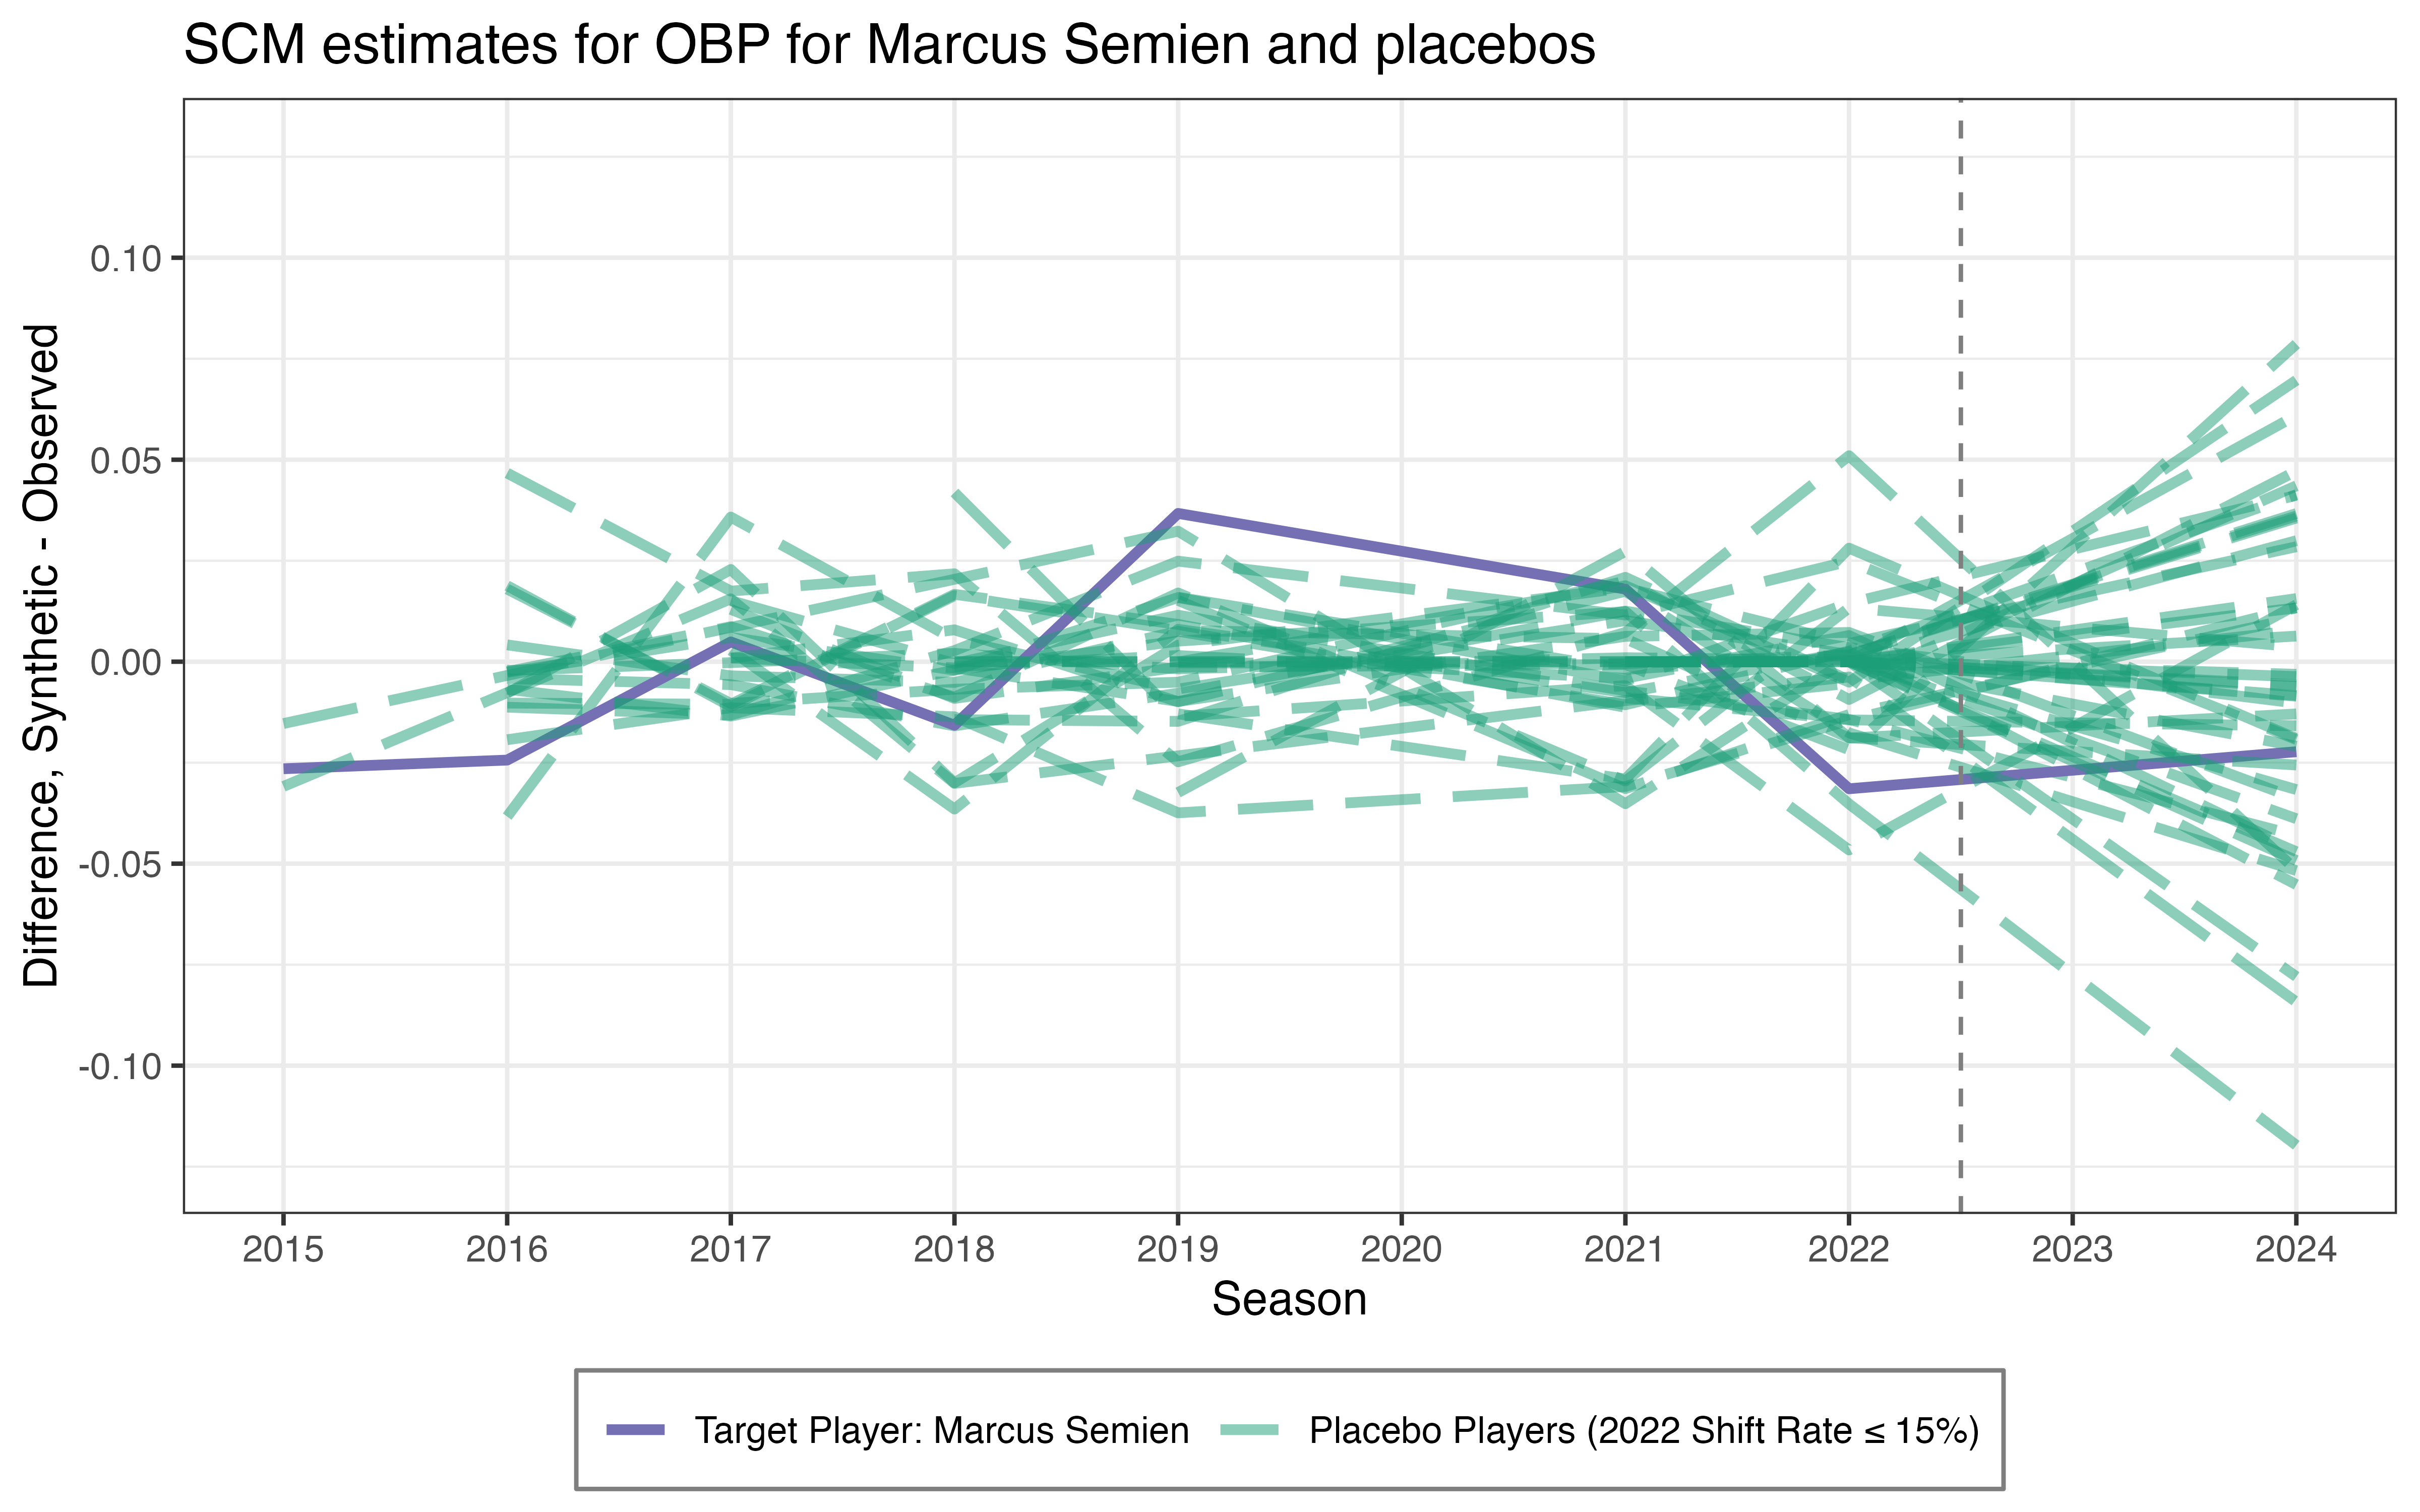 SCM estimates for OBP for Marcus Semien and placebos
Difference, Synthetic - Observed
0.10
0.05
0.00
-0.05
-0.10
2015 2016 2017 2018 2019 2020 2021 2022 2023 2024
Season
Target Player: Marcus Semien Placebo Players (2022 Shift Rate ≤ 15%)